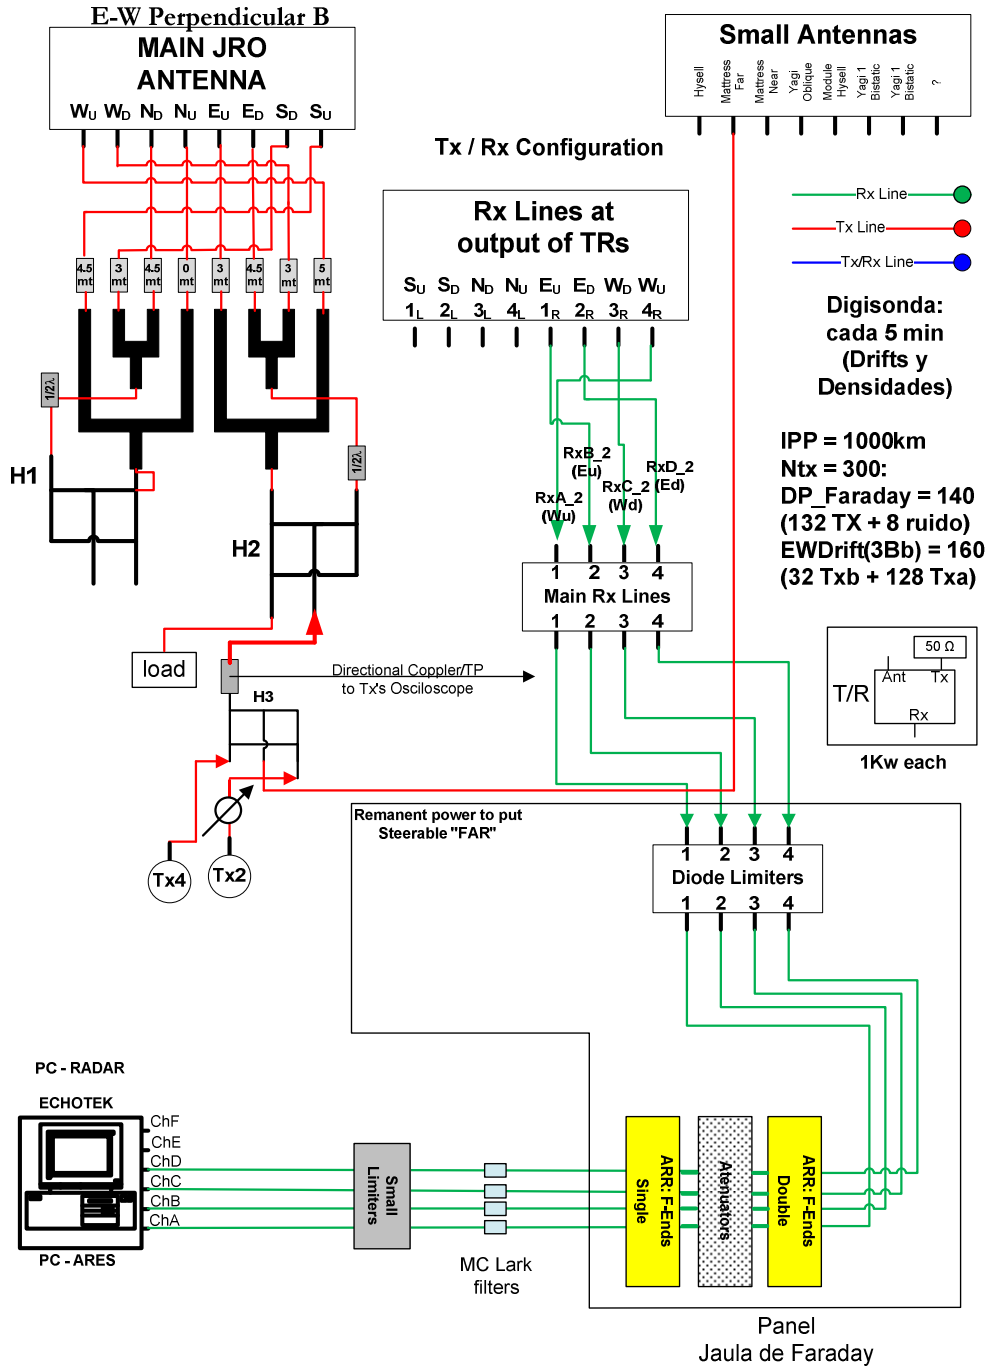 E-W Perpendicular B
MAIN JRO
ANTENNA
WU WD ND NU EU ED SD SU
4.5 mt
3 mt
4.5 mt
0 mt
3 mt
4.5 mt
3 mt
5 mt
1/2λ
1/2λ
H1
H2
load
H3
Tx4
Tx2
Directional Coppler/TP
to Tx's Osciloscope
Tx / Rx Configuration
Rx Lines at
output of TRs
SU SD ND NU EU ED WD WU
1L 2L 3L 4L 1R 2R 3R 4R
RxB_2
(Eu)
RxD_2
(Ed)
RxA_2
(Wu)
RxC_2
(Wd)
1 2 3 4
Main Rx Lines
1 2 3 4
Small Antennas
Hysell
Mattress
Far
Mattress
Near
Yagi
Oblique
Module
Hysell
Yagi 1
Bistatic
Yagi 1
Bistatic
?
Rx Line
Tx Line
Tx/Rx Line
Digisonda:
cada 5 min
(Drifts y
Densidades)
IPP = 1000km
Ntx = 300:
DP_Faraday = 140
(132 TX + 8 ruido)
EWDrift(3Bb) = 160
(32 Txb + 128 Txa)
50 Ω
Ant Tx
T/R
Rx
1Kw each
Remanent power to put
Steerable "FAR"
1 2 3 4
Diode Limiters
1 2 3 4
PC - RADAR
ECHOTEK
ChF
ChE
ChD
ChC
ChB
ChA
PC - ARES
Small
Limiters
MC Lark
filters
ARR: F-Ends
Single
Atenuators
ARR: F-Ends
Double
Panel
Jaula de Faraday